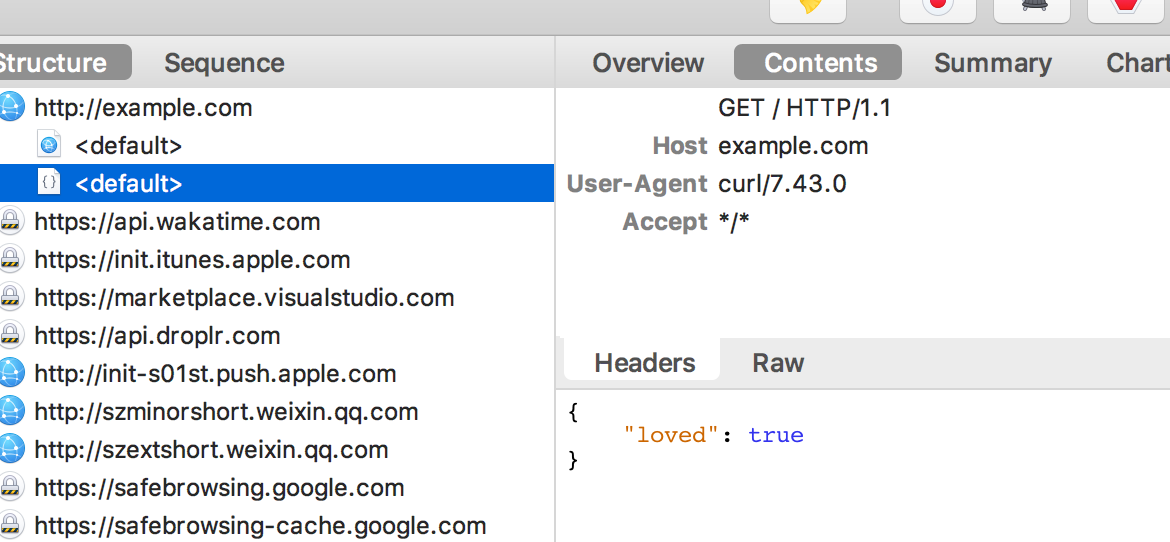 Structure
Sequence
http://example.com
<default>
<default>
https://api.wakatime.com
https://init.itunes.apple.com
https://marketplace.visualstudio.com
https://api.droplr.com
http://init-s01st.push.apple.com
http://szminorshort.weixin.qq.com
http://szextshort.weixin.qq.com
https://safebrowsing.google.com
https://safebrowsing-cache.google.com
Overview
Contents
Summary
Chart
GET / HTTP/1.1
Host example.com
User-Agent curl/7.43.0
Accept */*
Headers
Raw
{
"loved": true
}